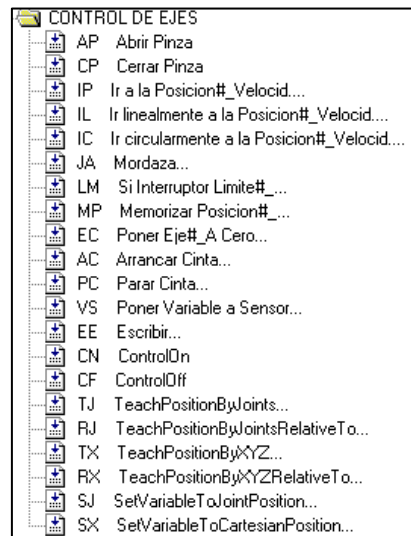 CONTROL DE EJES
AP Abrir Pinza
CP Cerrar Pinza
IP Ir a la Posicion#_Velocid....
IL Ir linealmente a la Posicion#_Velocid....
IC Ir circularmente a la Posicion#_Velocid....
JA Mordaza...
LM Si Interruptor Limite#_...
MP Memorizar Posicion#_...
EC Poner Eje#_A Cero...
AC Arrancar Cinta...
PC Parar Cinta...
VS Poner Variable a Sensor...
EE Escribir...
CN ControlOn
CF ControlOff
TJ TeachPositionByJoints...
RJ TeachPositionByJointsRelativeTo...
TX TeachPositionByXYZ...
RX TeachPositionByXYZRelativeTo...
SJ SetVariableToJointPosition...
SX SetVariableToCartesianPosition...